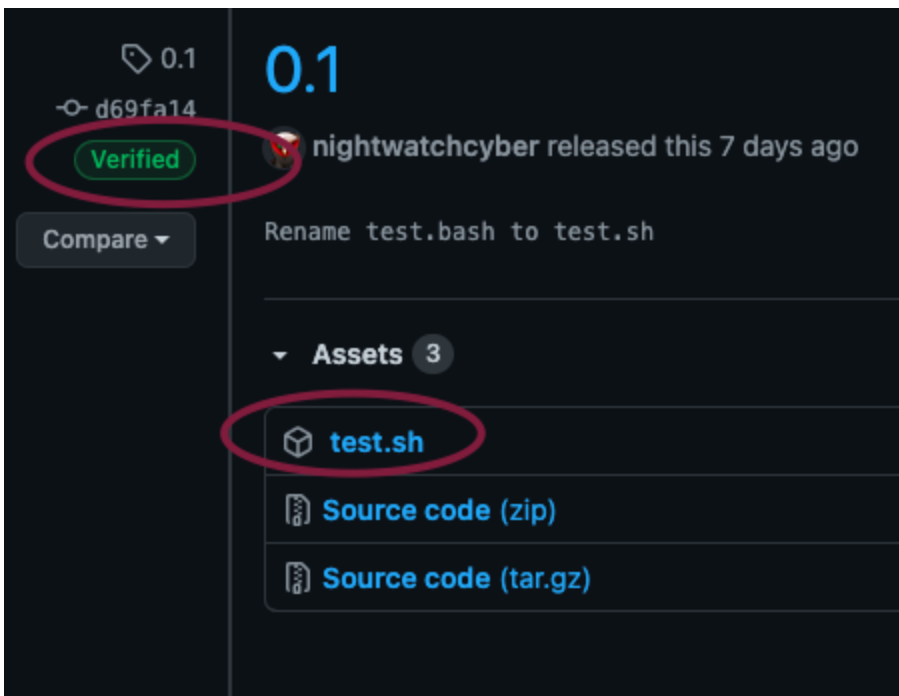 0.1
d69fa14
Verified
Compare
0.1
nightwatchcyber released this 7 days ago
Rename test.bash to test.sh
Assets 3
test.sh
Source code (zip)
Source code (tar.gz)